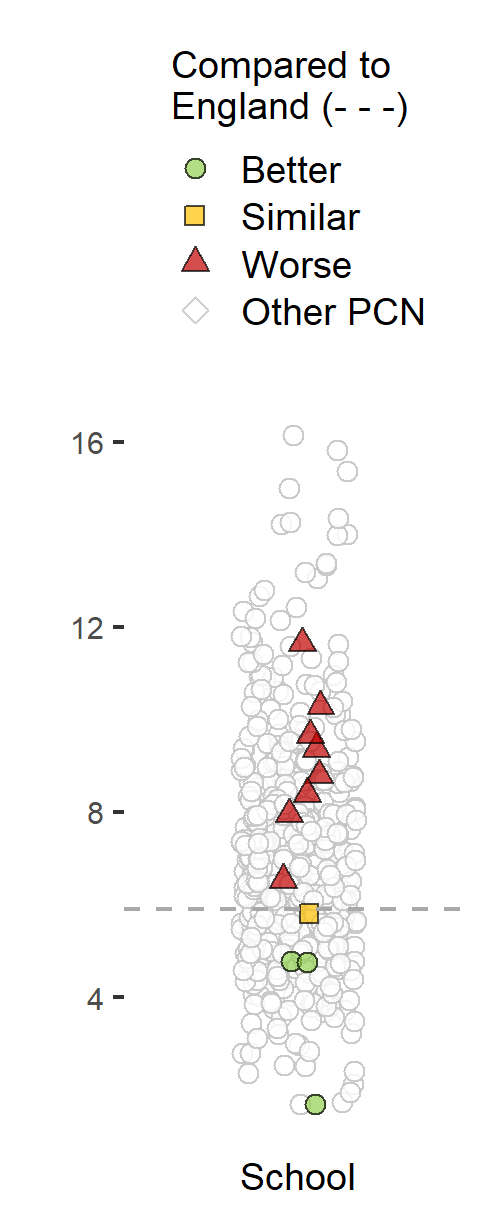 Compared to
England (- - -)
Better
Similar
Worse
Other PCN
16
12
8
4
School